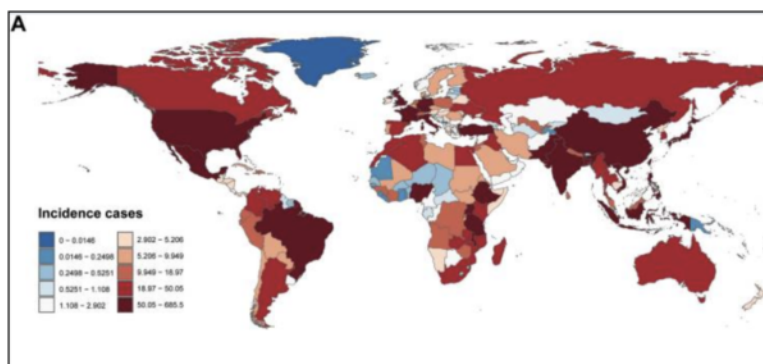 A
Incidence cases
0 – 0.0146
0.0146 – 0.2498
0.2498 – 0.5251
0.5251 – 1.108
1.108 – 2.902
2.902 – 5.206
5.206 – 9.949
9.949 – 18.97
18.97 – 50.05
50.05 – 685.5